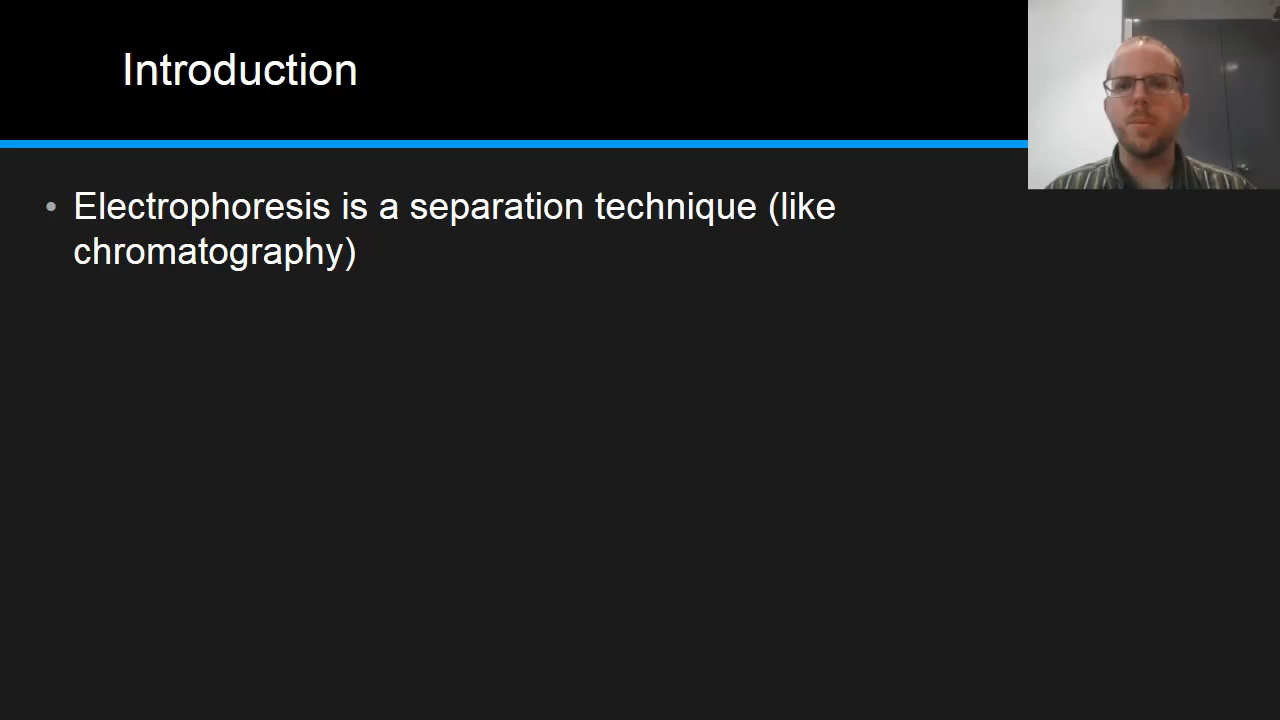 Introduction
• Electrophoresis is a separation technique (like
chromatography)